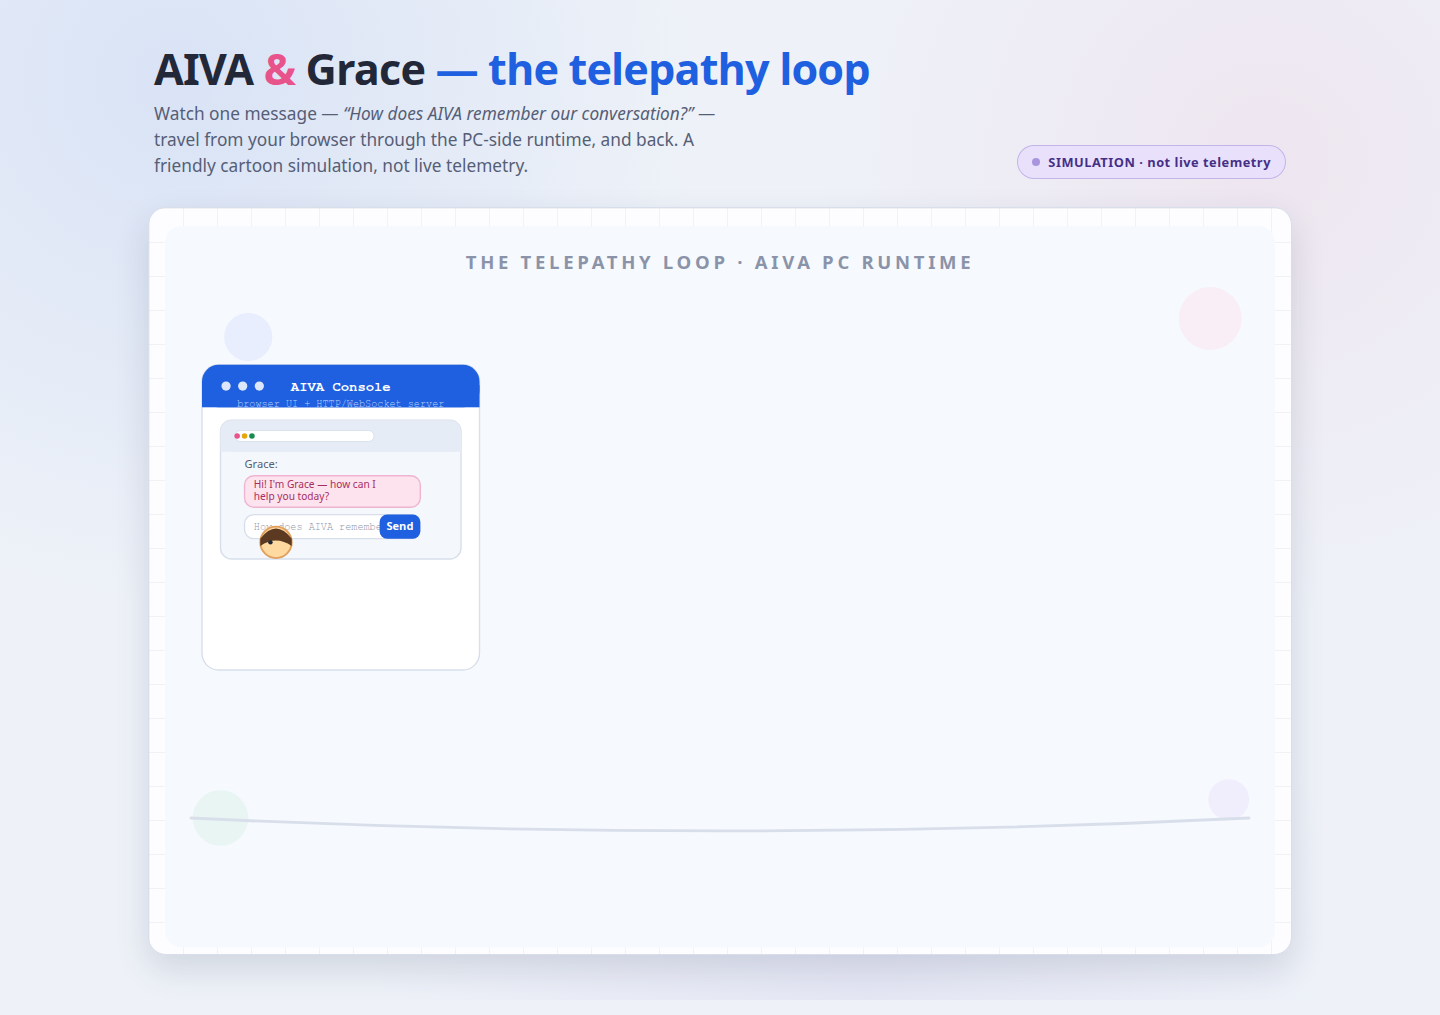 AIVA & Grace — the telepathy loop
Watch one message — “How does AIVA remember our conversation?” —
travel from your browser through the PC-side runtime, and back. A
friendly cartoon simulation, not live telemetry.
SIMULATION · not live telemetry
THE TELEPATHY LOOP · AIVA PC RUNTIME
AIVA Console
browser UI + HTTP/WebSocket server
Grace:
Hi! I'm Grace — how can I
help you today?
How does AIVA remembe
Send